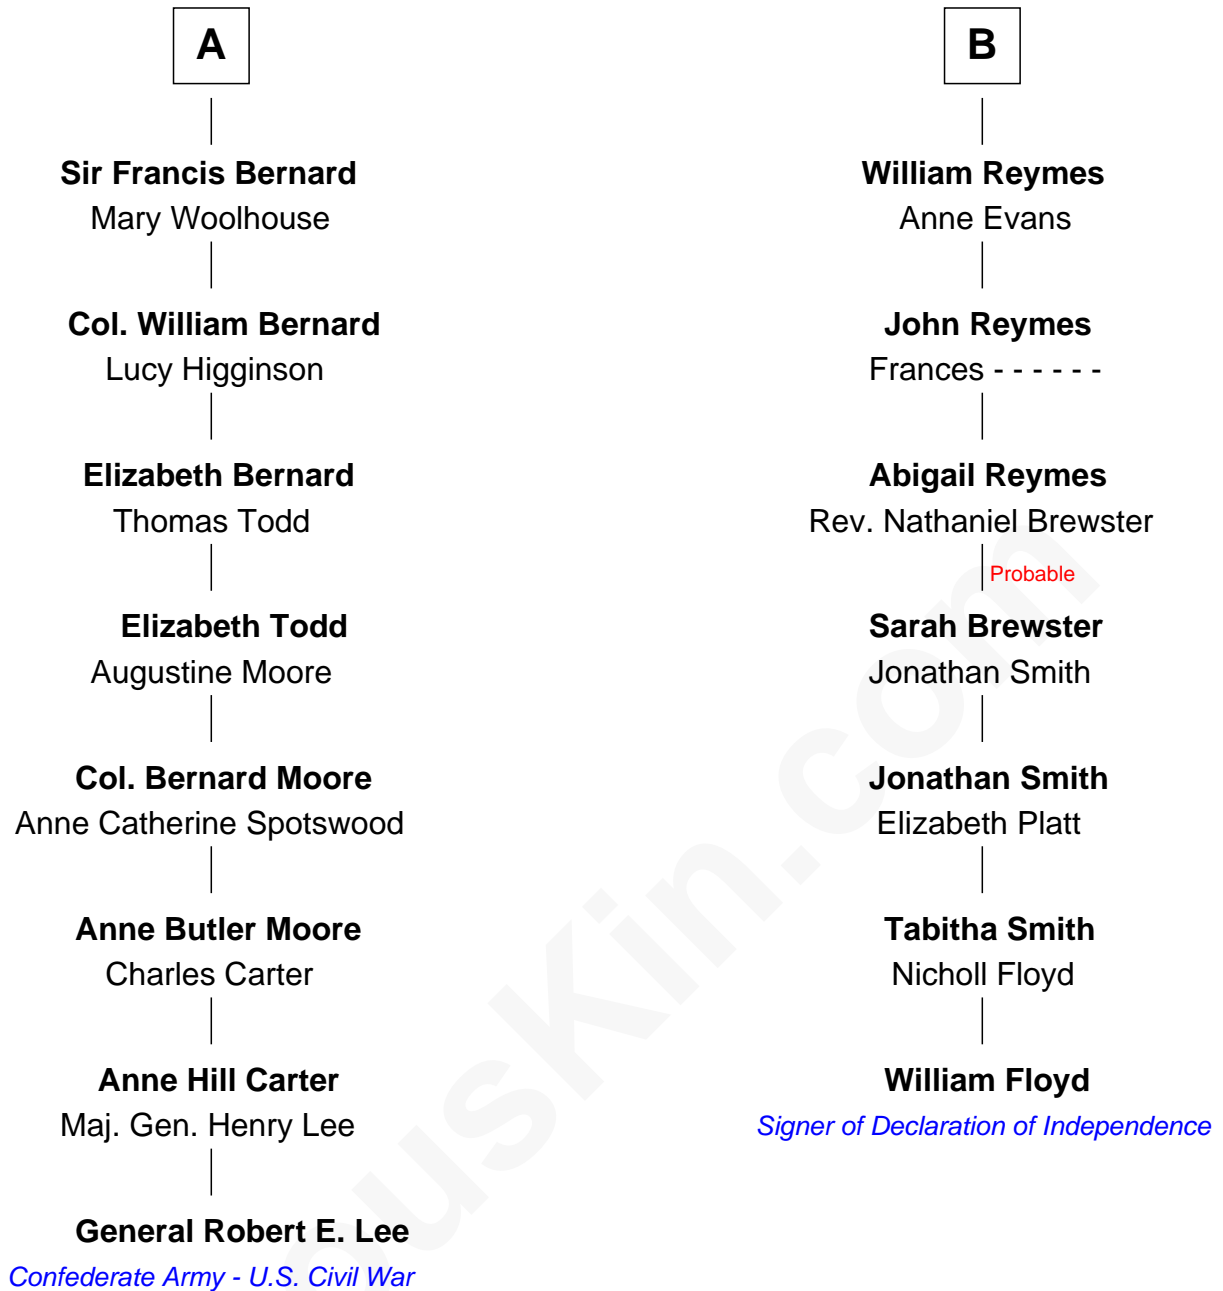 A
Sir Francis Bernard
Mary Woolhouse
Col. William Bernard
Lucy Higginson
Elizabeth Bernard
Thomas Todd
Elizabeth Todd
Augustine Moore
Col. Bernard Moore
Anne Catherine Spotswood
Anne Butler Moore
Charles Carter
Anne Hill Carter
Maj. Gen. Henry Lee
General Robert E. Lee
Confederate Army - U.S. Civil War
B
William Reymes
Anne Evans
John Reymes
Frances - - - - - -
Abigail Reymes
Rev. Nathaniel Brewster
Probable
Sarah Brewster
Jonathan Smith
Jonathan Smith
Elizabeth Platt
Tabitha Smith
Nicholl Floyd
William Floyd
Signer of Declaration of Independence